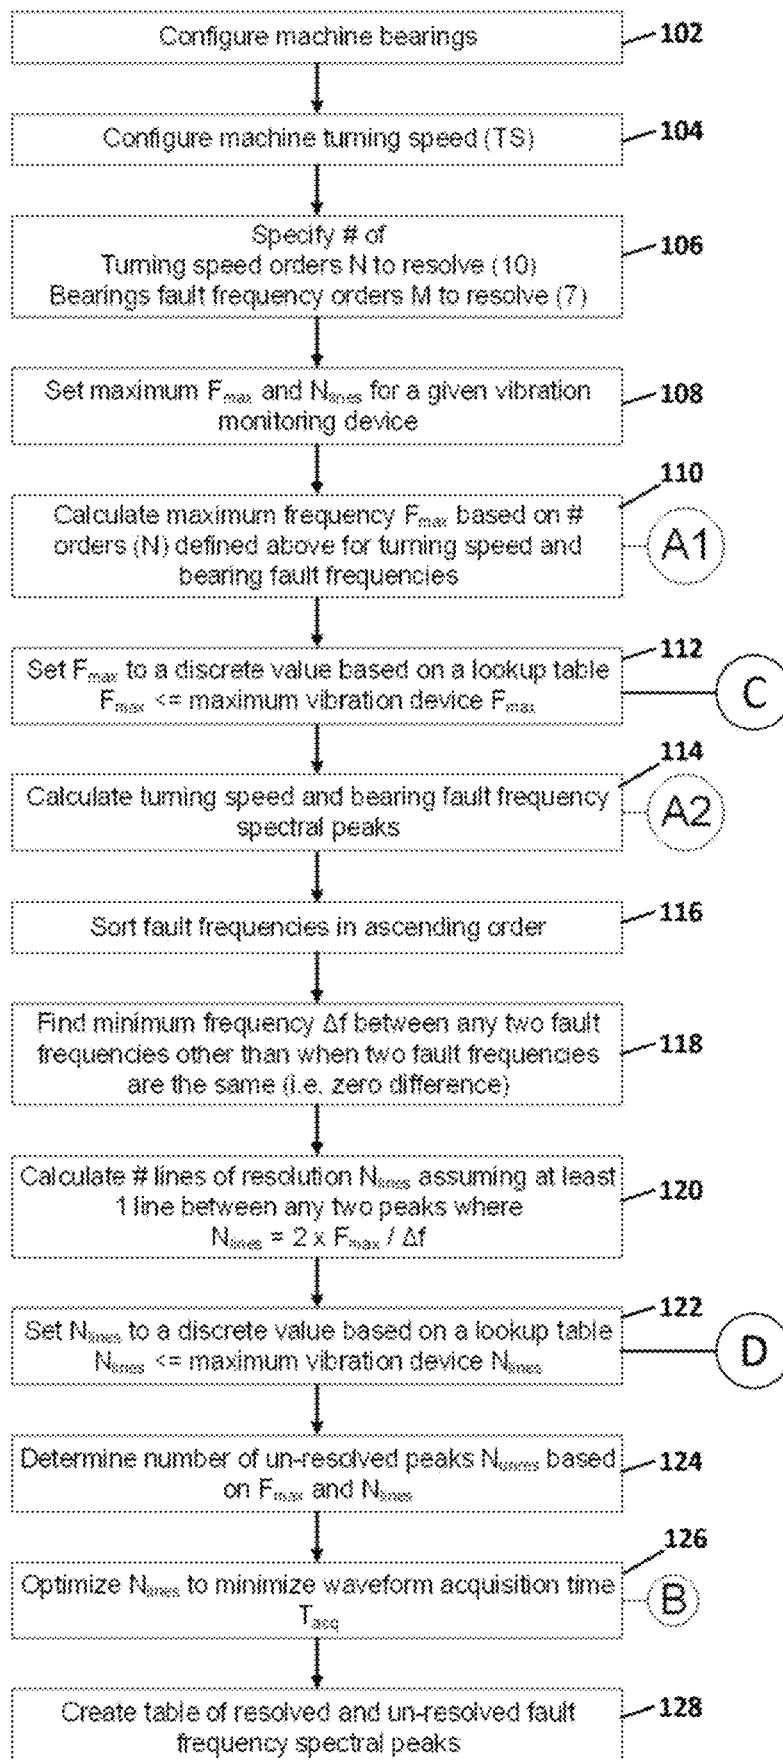 Configure machine bearings
102
Configure machine turning speed (TS)
104
Specify # of
Turning speed orders N to resolve (10)
Bearings fault frequency orders M to resolve (7)
106
Set maximum Fmax and Nlines for a given vibration
monitoring device
108
110
Calculate maximum frequency Fmax based on #
orders (N) defined above for turning speed and
bearing fault frequencies
A1
112
Set Fmax to a discrete value based on a lookup table
Fmax <= maximum vibration device Fmax
C
114
Calculate turning speed and bearing fault frequency
spectral peaks
A2
Sort fault frequencies in ascending order
116
Find minimum frequency Δf between any two fault
frequencies other than when two fault frequencies
are the same (i.e. zero difference)
118
Calculate # lines of resolution Nlines assuming at least
1 line between any two peaks where
Nlines = 2 x Fmax / Δf
120
122
Set Nlines to a discrete value based on a lookup table
Nlines <= maximum vibration device Nlines
D
Determine number of un-resolved peaks Nunres based
on Fmax and Nlines
124
126
Optimize Nlines to minimize waveform acquisition time
Tacq
B
Create table of resolved and un-resolved fault
frequency spectral peaks
128